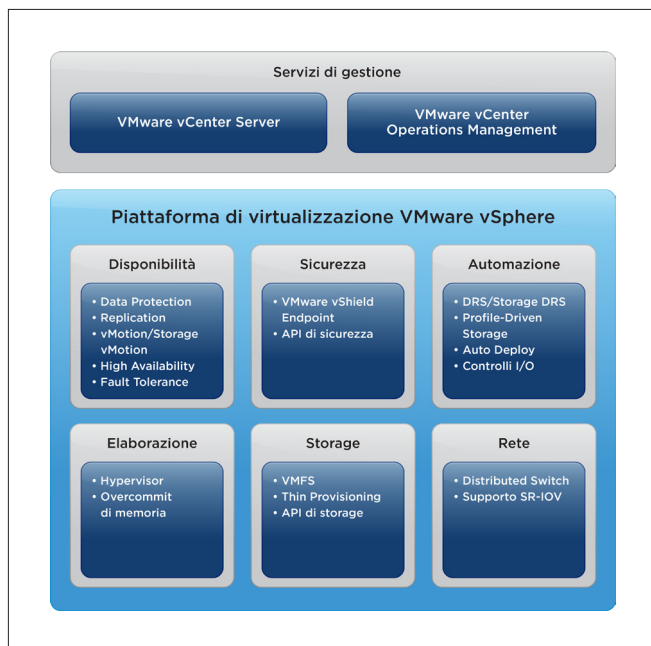 Servizi di gestione
VMware vCenter Server
VMware vCenter
Operations Management
Piattaforma di virtualizzazione VMware vSphere
Disponibilità
• Data Protection
• Replication
• vMotion/Storage
vMotion
• High Availability
• Fault Tolerance
Sicurezza
• VMware vShield
Endpoint
• API di sicurezza
Automazione
• DRS/Storage DRS
• Profile-Driven
Storage
• Auto Deploy
• Controlli I/O
Elaborazione
• Hypervisor
• Overcommit
di memoria
Storage
• VMFS
• Thin Provisioning
• API di storage
Rete
• Distributed Switch
• Supporto SR-IOV